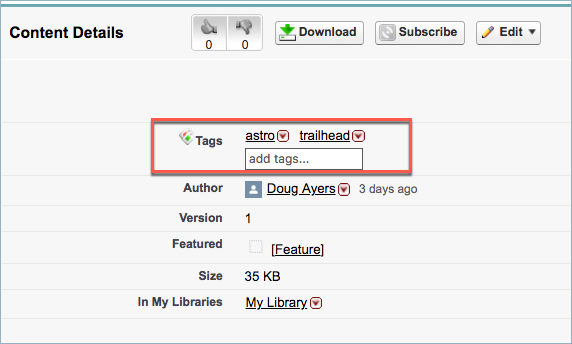 Content Details
0 0 Download Subscribe Edit
Tags astro trailhead
add tags...
Author Doug Ayers 3 days ago
Version 1
Featured [Feature]
Size 35 KB
In My Libraries My Library